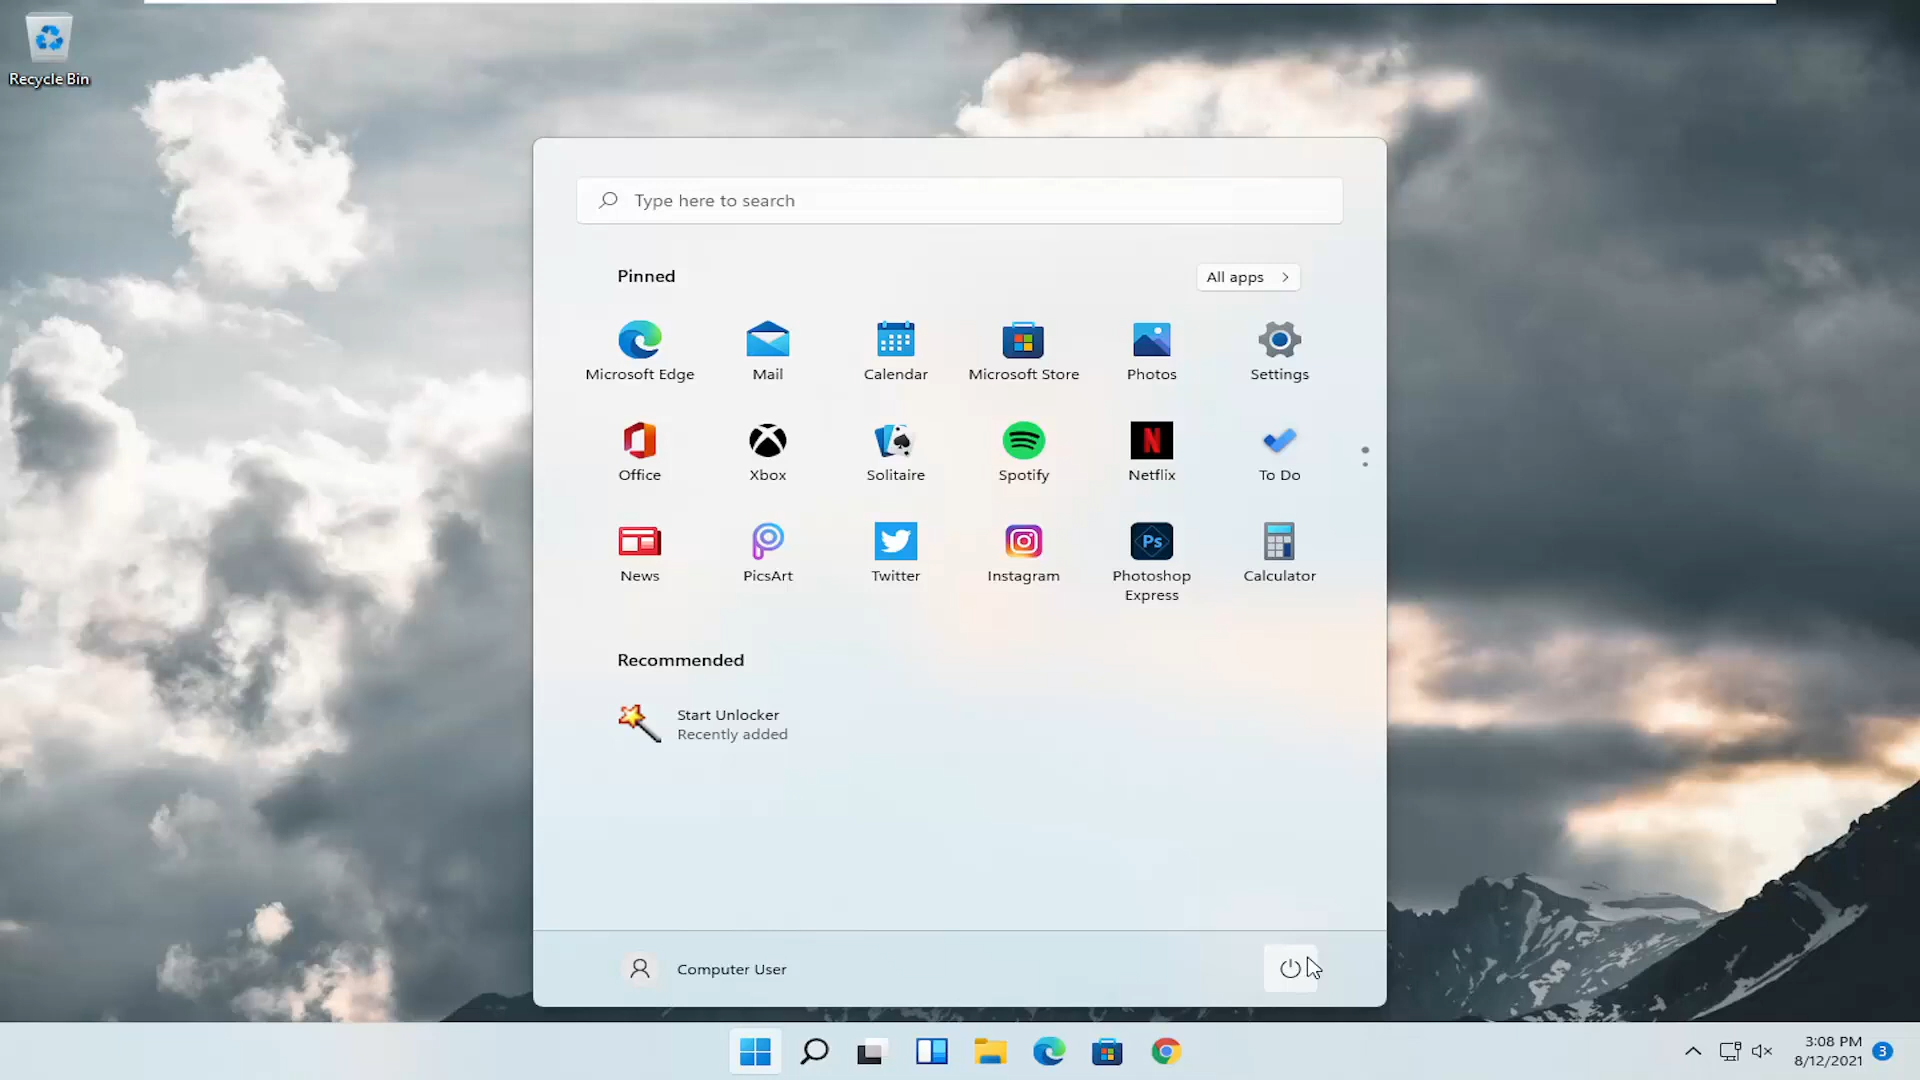 Recycle Bin
Type here to search
Pinned
All apps
Microsoft Edge
Mail
Calendar
Microsoft Store
Photos
Settings
Office
Xbox
Solitaire
Spotify
Netflix
To Do
News
PicsArt
Twitter
Instagram
Ps
Photoshop
Express
Calculator
Recommended
Start Unlocker
Recently added
Computer User
3:08 PM
8/12/2021
3